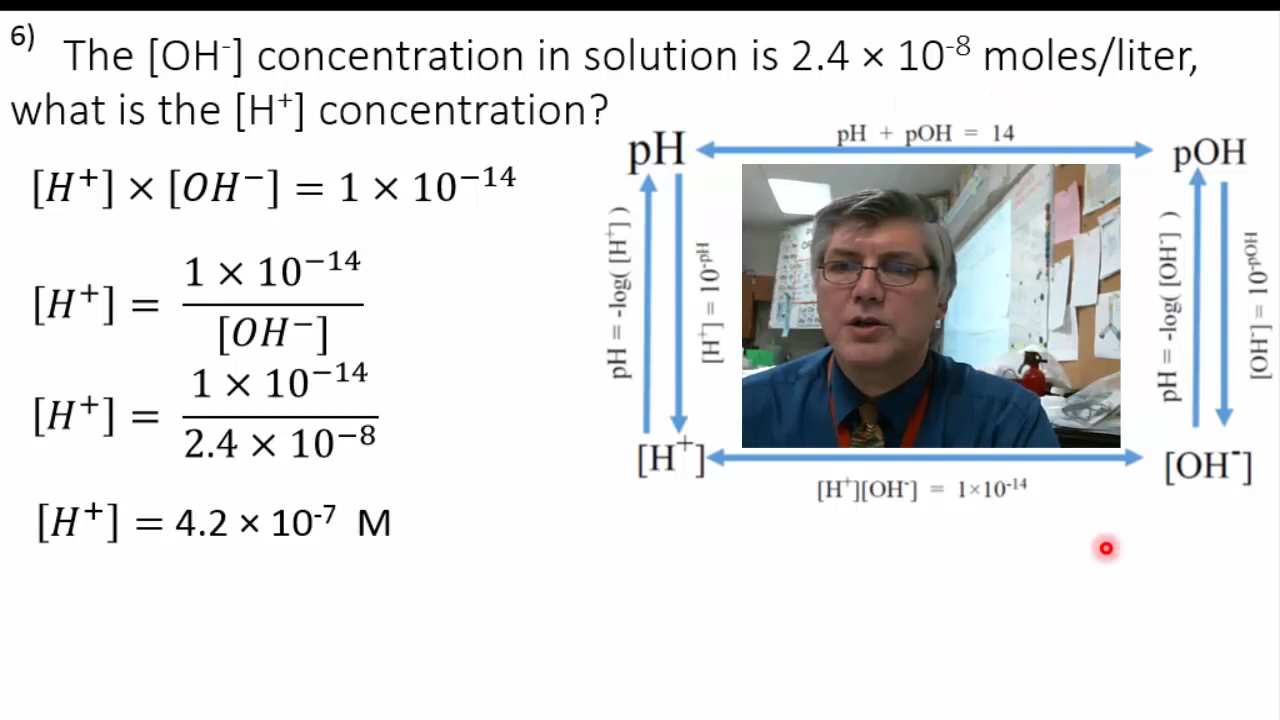 6) The [OH⁻] concentration in solution is 2.4 × 10⁻⁸ moles/liter,
what is the [H⁺] concentration?
[H⁺] × [OH⁻] = 1 × 10⁻¹⁴
[H⁺] = 1 × 10⁻¹⁴ / [OH⁻]
[H⁺] = 1 × 10⁻¹⁴ / 2.4 × 10⁻⁸
[H⁺] = 4.2 × 10⁻⁷ M
pH
pH + pOH = 14
pOH
pH = -log( [H⁺] )
[H⁺] = 10⁻ᵖᴴ
pH = -log( [OH⁻] )
[OH⁻] = 10⁻ᵖᴼᴴ
[H⁺]
[H⁺][OH⁻] = 1×10⁻¹⁴
[OH⁻]